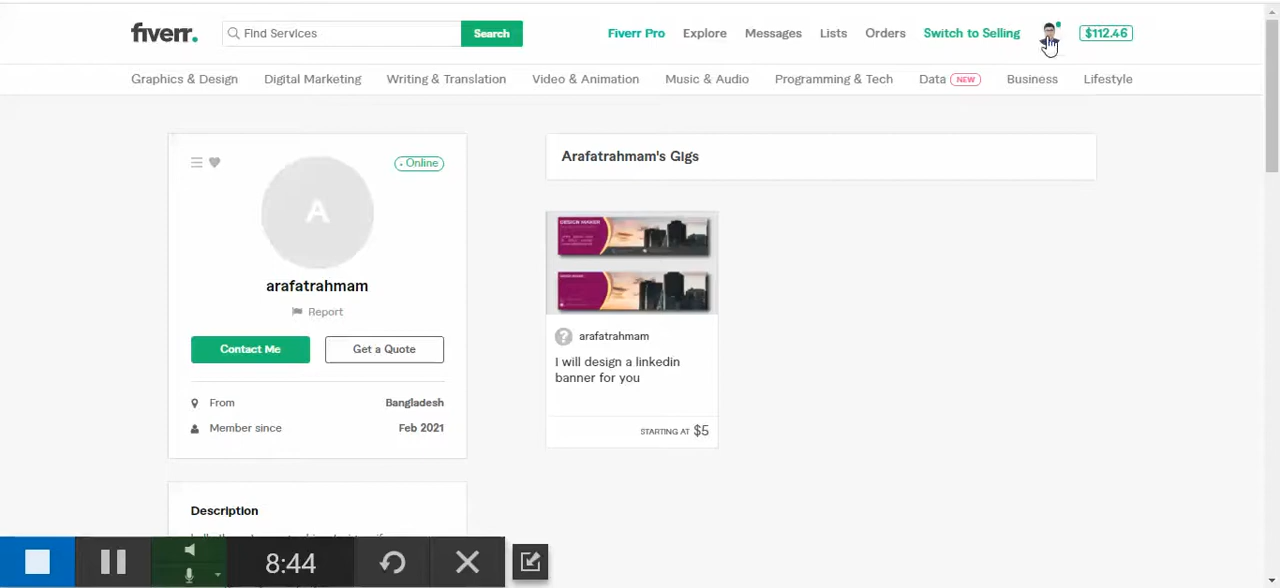 fiverr.
Find Services
Search
Fiverr Pro
Explore
Messages
Lists
Orders
Switch to Selling
$112.46
Graphics & Design
Digital Marketing
Writing & Translation
Video & Animation
Music & Audio
Programming & Tech
Data NEW
Business
Lifestyle
Online
A
arafatrahmam
Report
Contact Me
Get a Quote
From Bangladesh
Member since Feb 2021
Description
Arafatrahmam's Gigs
DESIGN MAKER
? arafatrahmam
I will design a linkedin
banner for you
STARTING AT $5
8:44